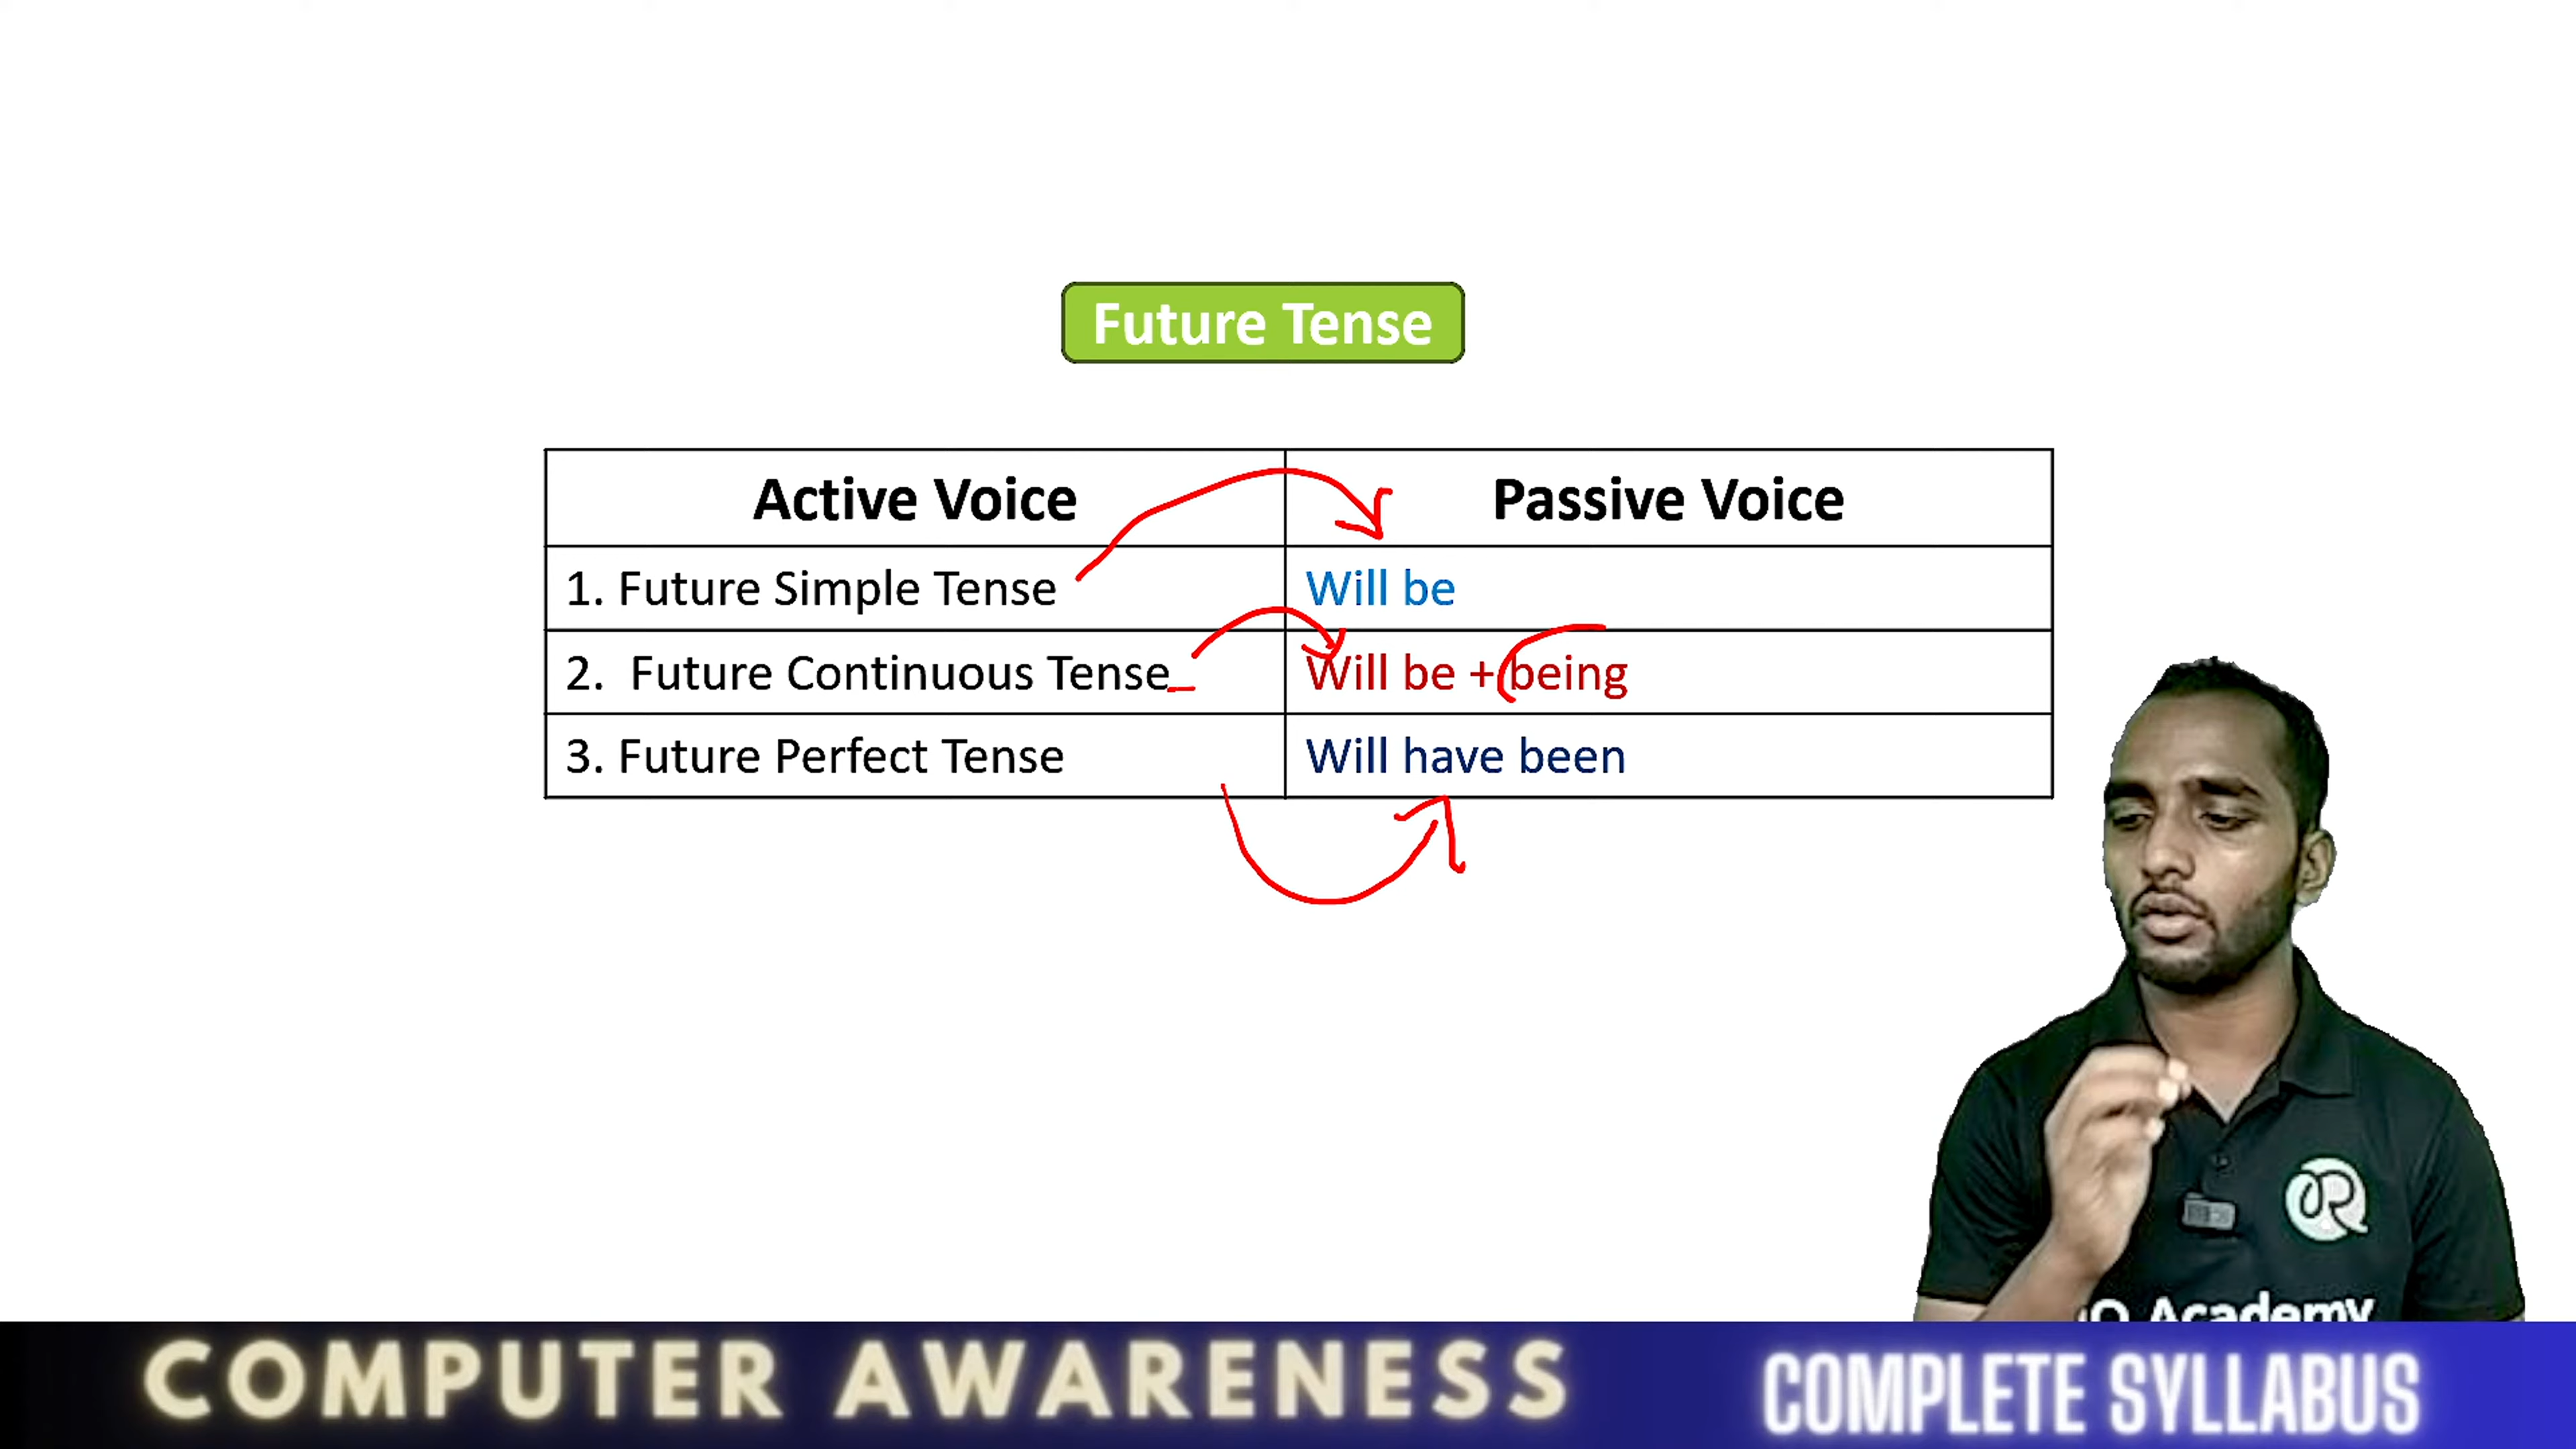 Future Tense
Active Voice Passive Voice
1. Future Simple Tense Will be
2. Future Continuous Tense Will be + being
3. Future Perfect Tense Will have been
Academy
COMPUTER AWARENESS COMPLETE SYLLABUS